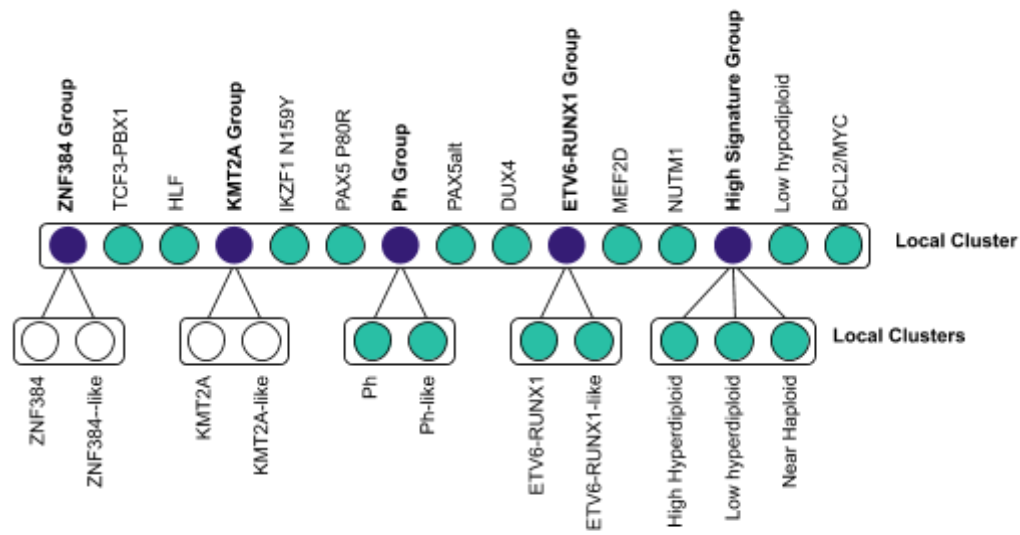 ZNF384 Group
TCF3-PBX1
HLF
KMT2A Group
IKZF1 N159Y
PAX5 P80R
Ph Group
PAX5alt
DUX4
ETV6-RUNX1 Group
MEF2D
NUTM1
High Signature Group
Low hypodiploid
BCL2/MYC
Local Cluster
Local Clusters
ZNF384
ZNF384--like
KMT2A
KMT2A-like
Ph
Ph-like
ETV6-RUNX1
ETV6-RUNX1-like
High Hyperdiploid
Low hyperdiploid
Near Haploid